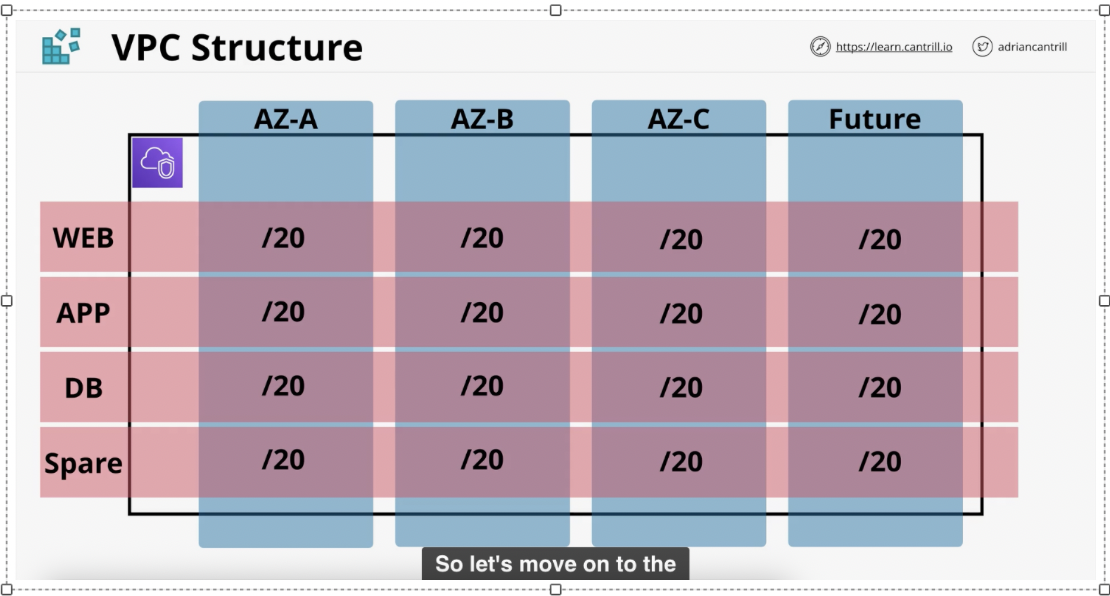 VPC Structure
https://learn.cantrill.io
adriancantrill
AZ-A AZ-B AZ-C Future
WEB /20 /20 /20 /20
APP /20 /20 /20 /20
DB /20 /20 /20 /20
Spare /20 /20 /20 /20
So let's move on to the